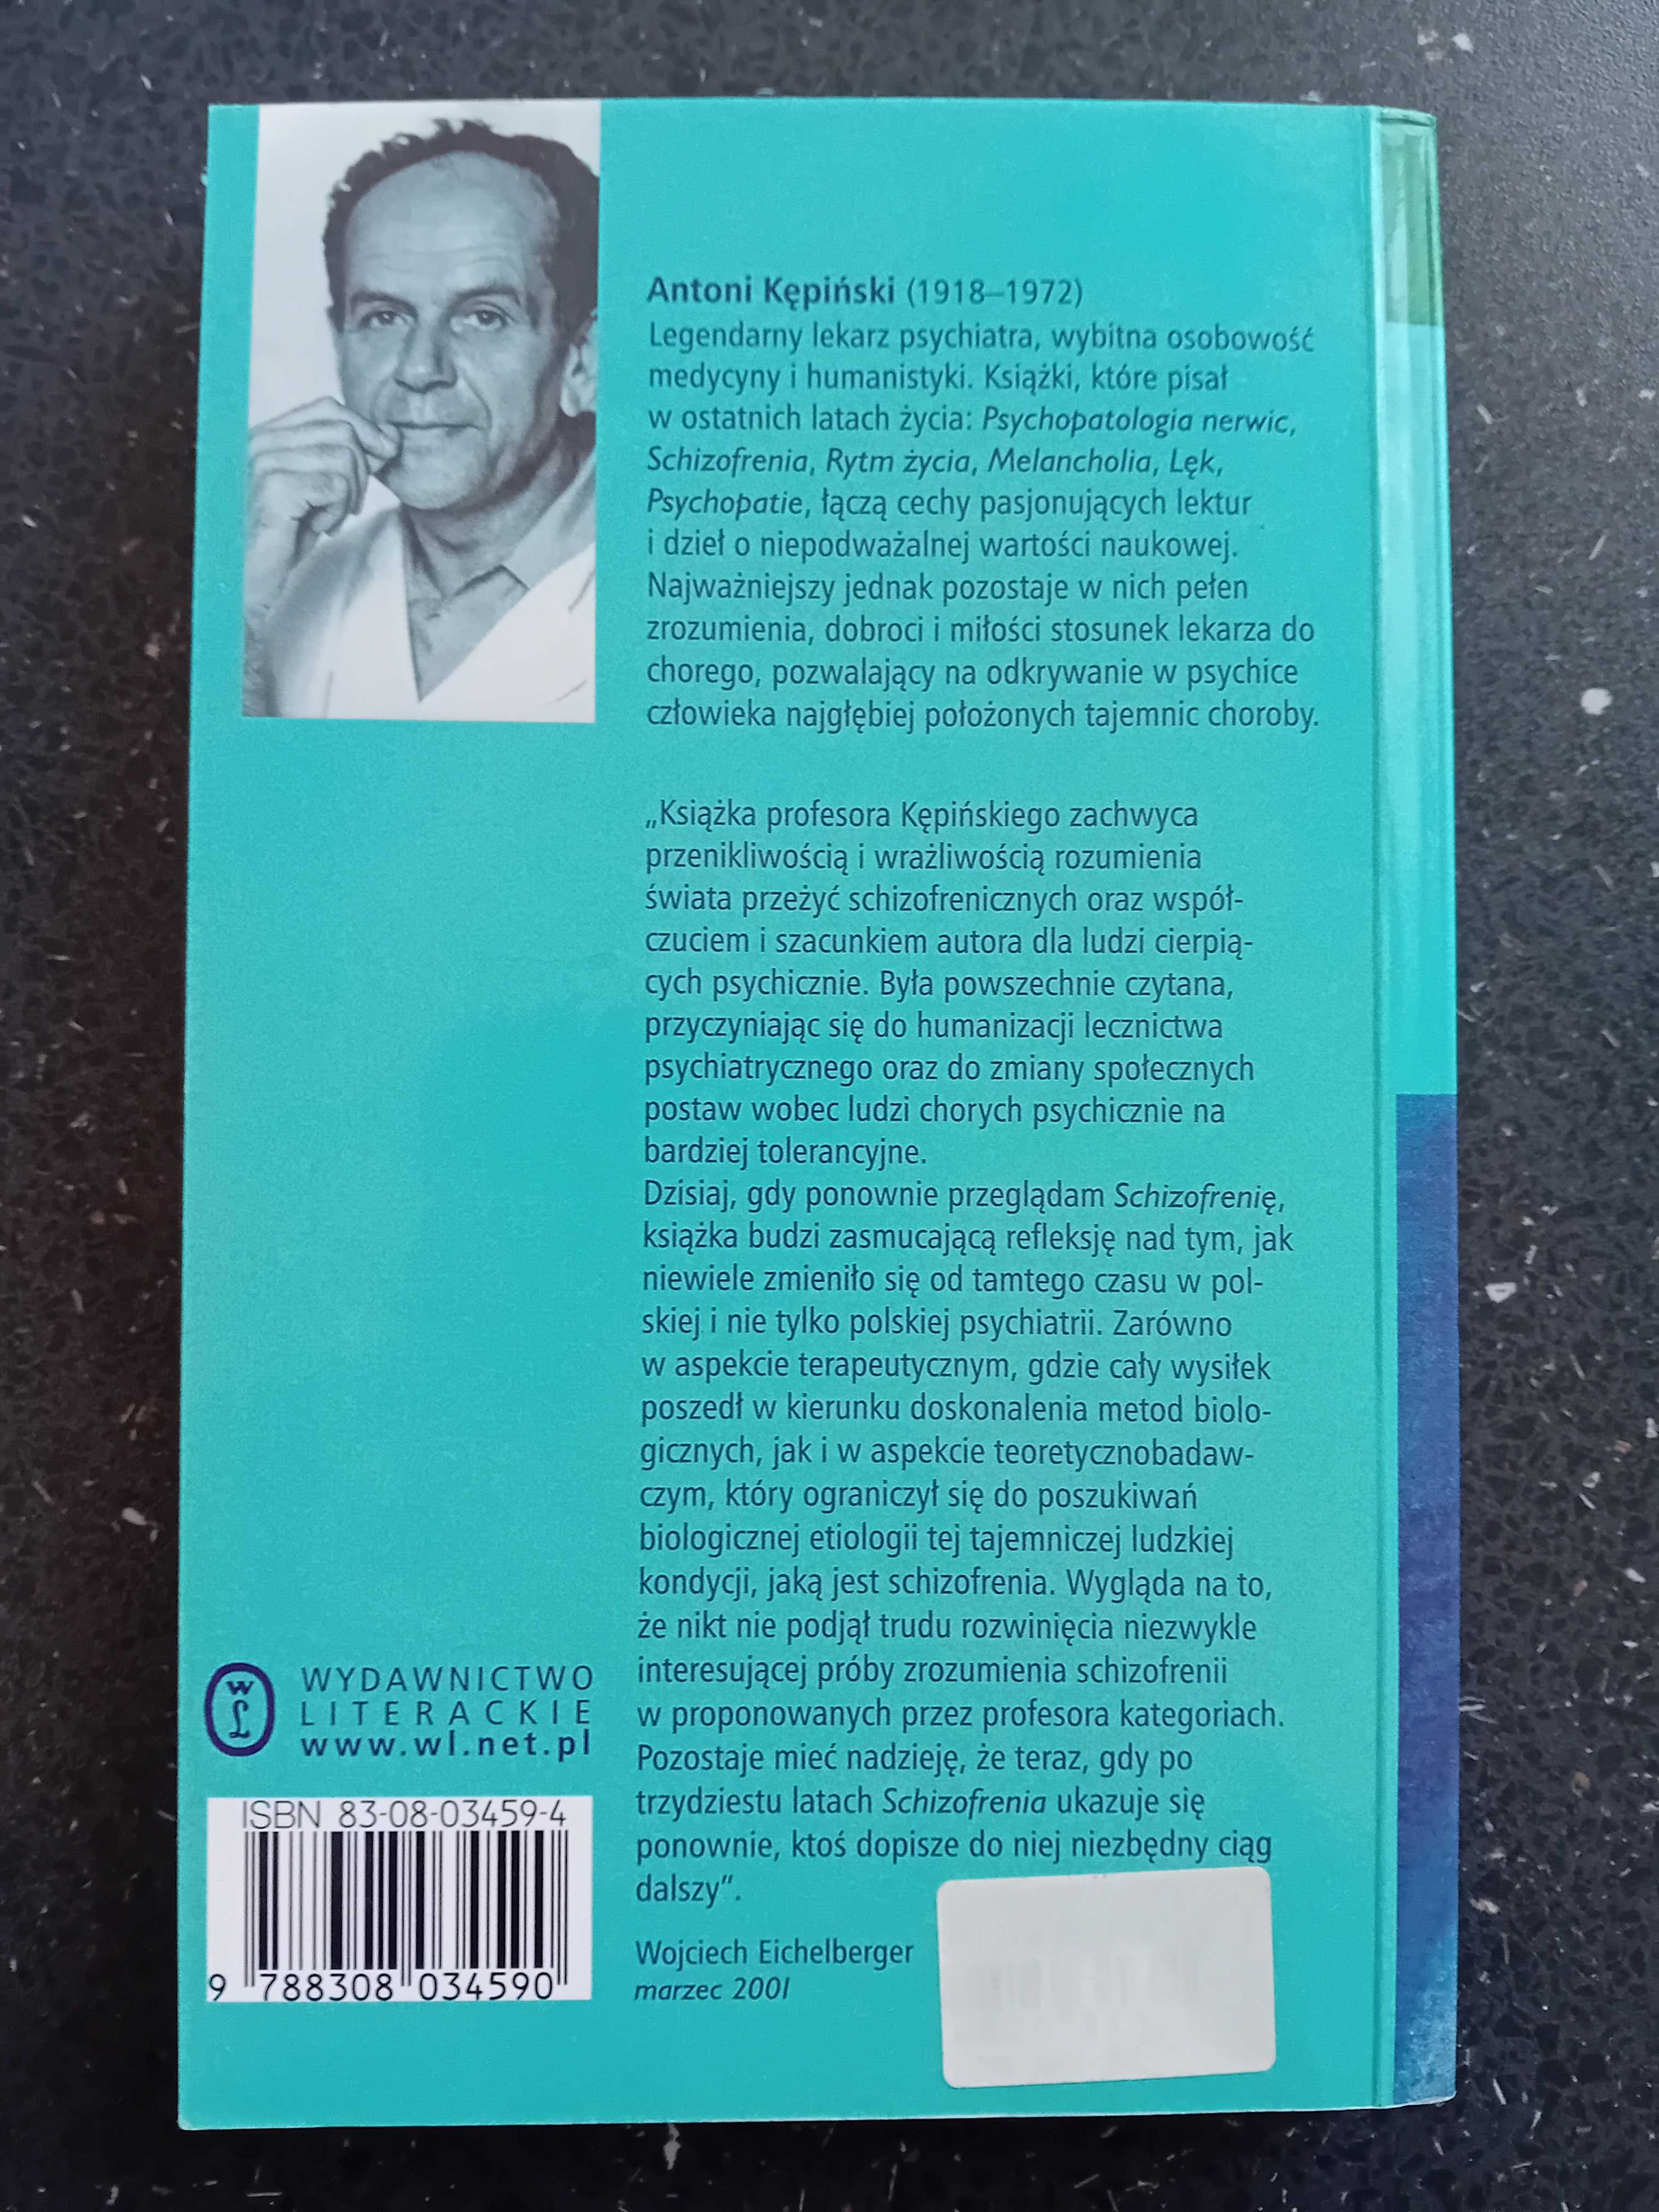 Antoni Kępiński (1918–1972)
Legendarny lekarz psychiatra, wybitna osobowość
medycyny i humanistyki. Książki, które pisał
w ostatnich latach życia: Psychopatologia nerwic,
Schizofrenia, Rytm życia, Melancholia, Lęk,
Psychopatie, łączą cechy pasjonujących lektur
i dzieł o niepodważalnej wartości naukowej.
Najważniejszy jednak pozostaje w nich pełen
zrozumienia, dobroci i miłości stosunek lekarza do
chorego, pozwalający na odkrywanie w psychice
człowieka najgłębiej położonych tajemnic choroby.
„Książka profesora Kępińskiego zachwyca
przenikliwością i wrażliwością rozumienia
świata przeżyć schizofrenicznych oraz współ-
czuciem i szacunkiem autora dla ludzi cierpią-
cych psychicznie. Była powszechnie czytana,
przyczyniając się do humanizacji lecznictwa
psychiatrycznego oraz do zmiany społecznych
postaw wobec ludzi chorych psychicznie na
bardziej tolerancyjne.
Dzisiaj, gdy ponownie przeglądam Schizofrenię,
książka budzi zasmucającą refleksję nad tym, jak
niewiele zmieniło się od tamtego czasu w pol-
skiej i nie tylko polskiej psychiatrii. Zarówno
w aspekcie terapeutycznym, gdzie cały wysiłek
poszedł w kierunku doskonalenia metod biolo-
gicznych, jak i w aspekcie teoretycznobadaw-
czym, który ograniczył się do poszukiwań
biologicznej etiologii tej tajemniczej ludzkiej
kondycji, jaką jest schizofrenia. Wygląda na to,
że nikt nie podjął trudu rozwinięcia niezwykle
interesującej próby zrozumienia schizofrenii
w proponowanych przez profesora kategoriach.
Pozostaje mieć nadzieję, że teraz, gdy po
trzydziestu latach Schizofrenia ukazuje się
ponownie, ktoś dopisze do niej niezbędny ciąg
dalszy”.
Wojciech Eichelberger
marzec 2001
WL
WYDAWNICTWO
LITERACKIE
www.wl.net.pl
ISBN 83-08-03459-4
9 788308 034590